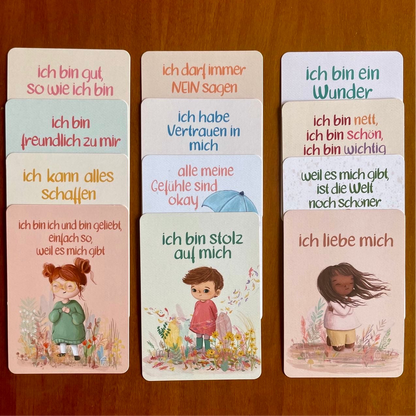 ich bin gut,
so wie ich bin
ich bin
freundlich zu mir
ich kann alles
schaffen
ich bin ich und bin geliebt,
einfach so,
weil es mich gibt
ich darf immer
NEIN sagen
ich habe
Vertrauen in
mich
alle meine
Gefühle sind
okay
ich bin stolz
auf mich
ich bin ein
Wunder
ich bin nett,
ich bin schön,
ich bin wichtig
weil es mich gibt,
ist die Welt
noch schöner
ich liebe mich